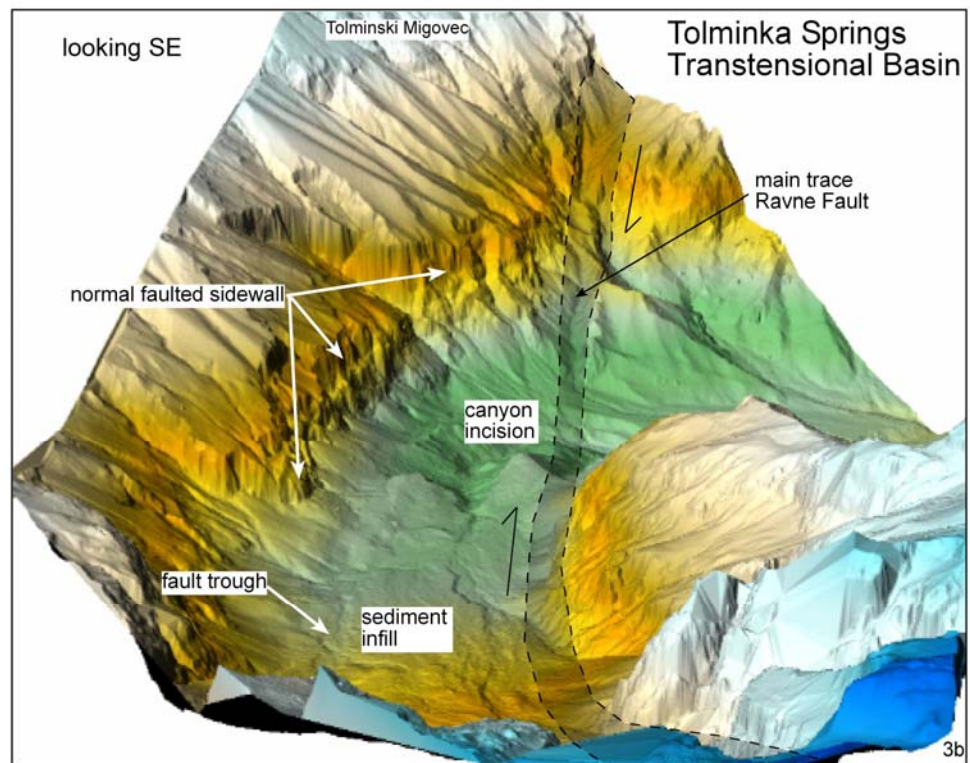 looking SE
Tolminski Migovec
Tolminka Springs
Transtensional Basin
main trace
Ravne Fault
normal faulted sidewall
canyon
incision
fault trough
sediment
infill
3b